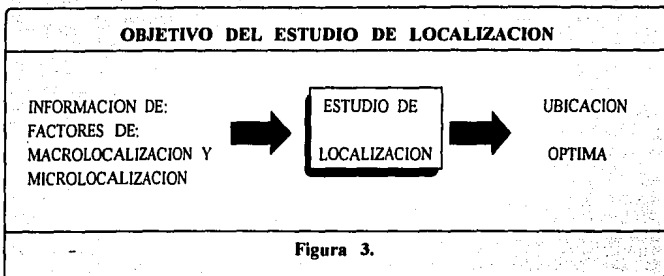 OBJETIVO DEL ESTUDIO DE LOCALIZACION
INFORMACION DE:
FACTORES DE:
MACROLOCALIZACION Y
MICROLOCALIZACION
ESTUDIO DE
LOCALIZACION
UBICACION
OPTIMA
Figura 3.